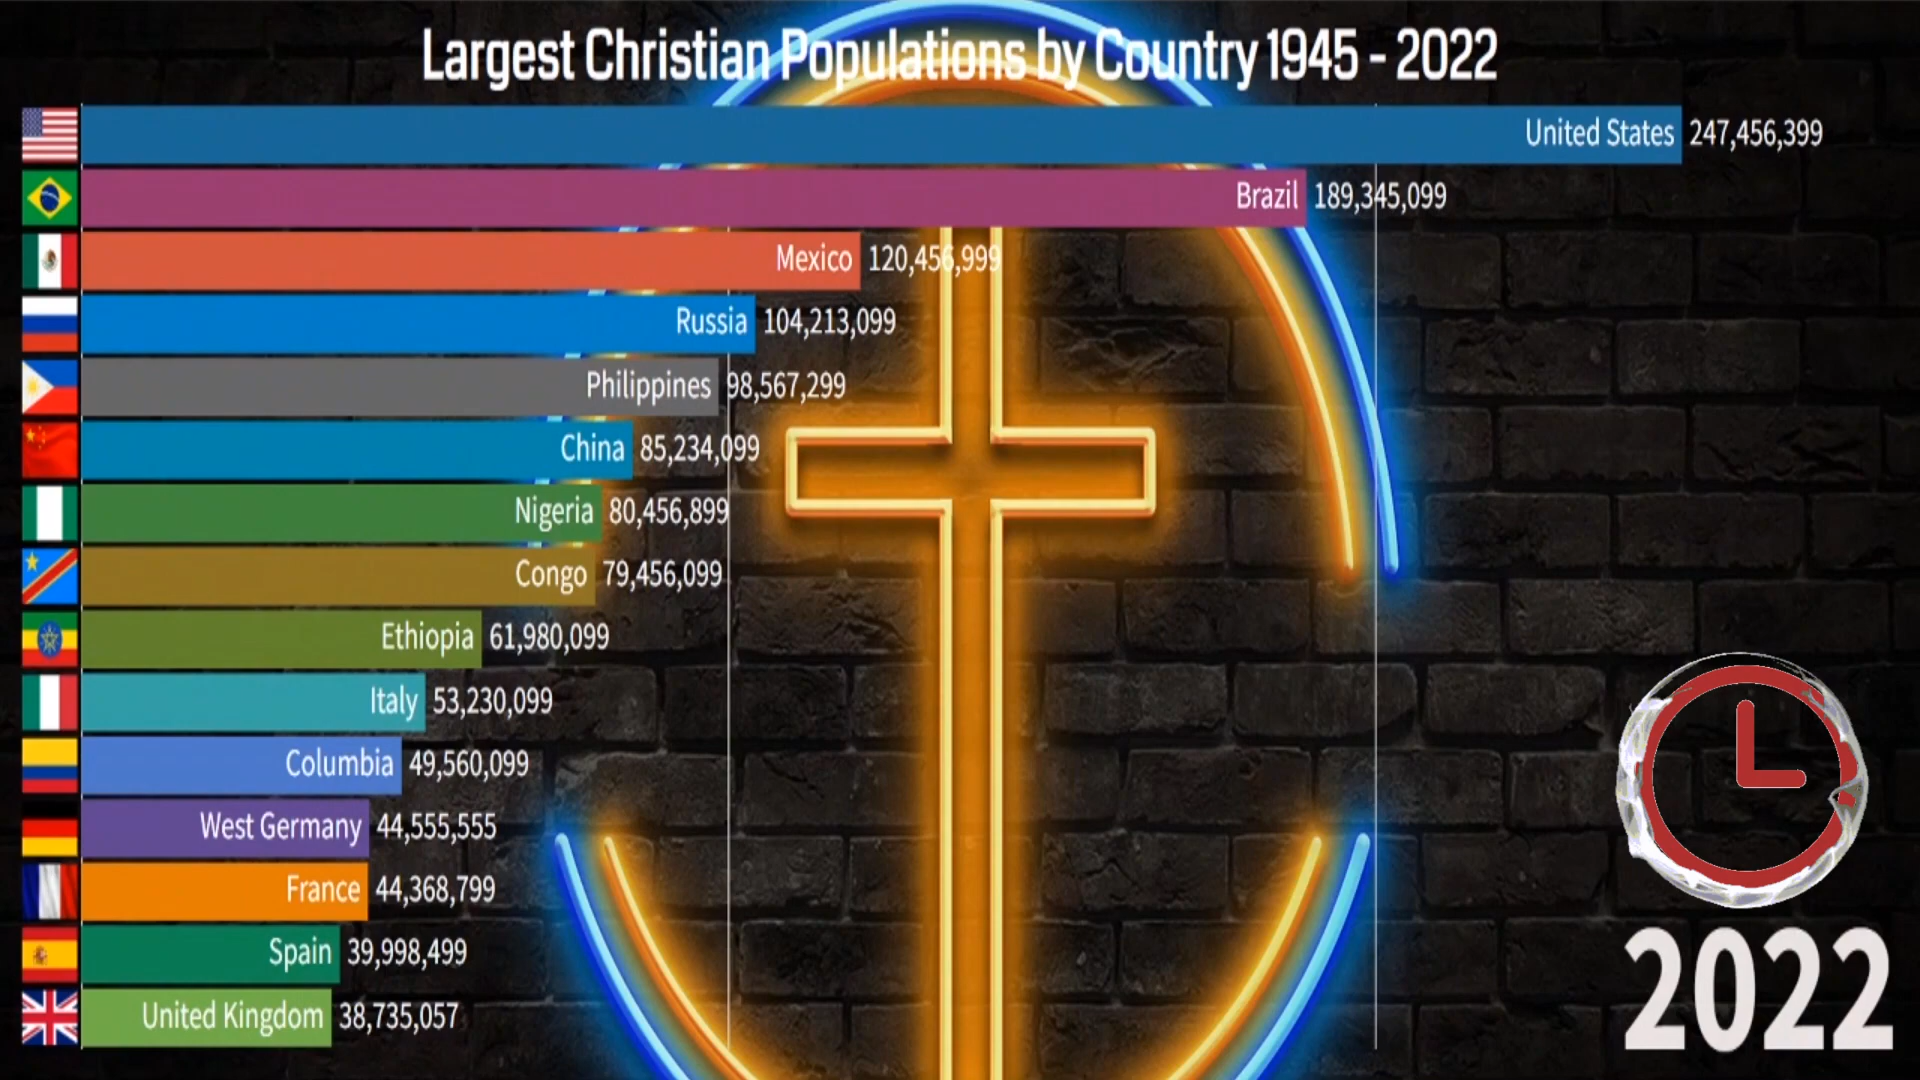 Largest Christian Populations by Country 1945 - 2022
United States 247,456,399
Brazil 189,345,099
Mexico 120,456,999
Russia 104,213,099
Philippines 98,567,299
China 85,234,099
Nigeria 80,456,899
Congo 79,456,099
Ethiopia 61,980,099
Italy 53,230,099
Columbia 49,560,099
West Germany 44,555,555
France 44,368,799
Spain 39,998,499
United Kingdom 38,735,057
2022